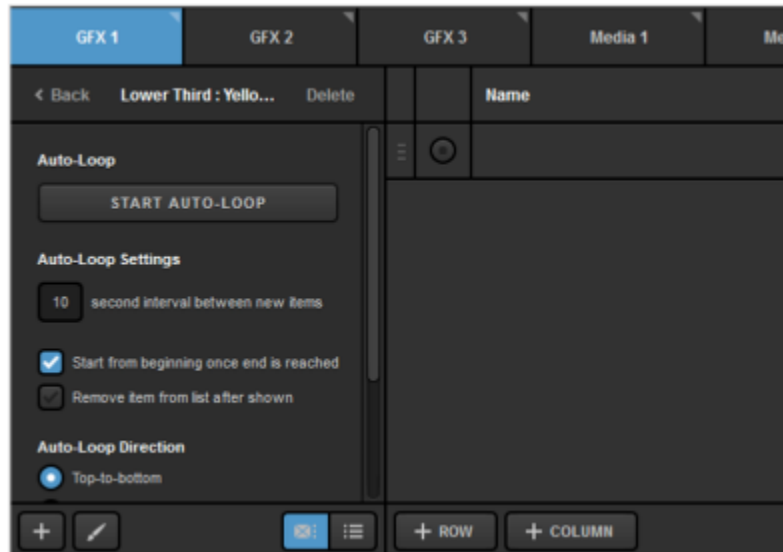 GFX 1 GFX 2 GFX 3 Media 1 Me
< Back Lower Third : Yello... Delete Name
Auto-Loop
START AUTO-LOOP
Auto-Loop Settings
10 second interval between new items
Start from beginning once end is reached
Remove item from list after shown
Auto-Loop Direction
Top-to-bottom
+ ROW + COLUMN